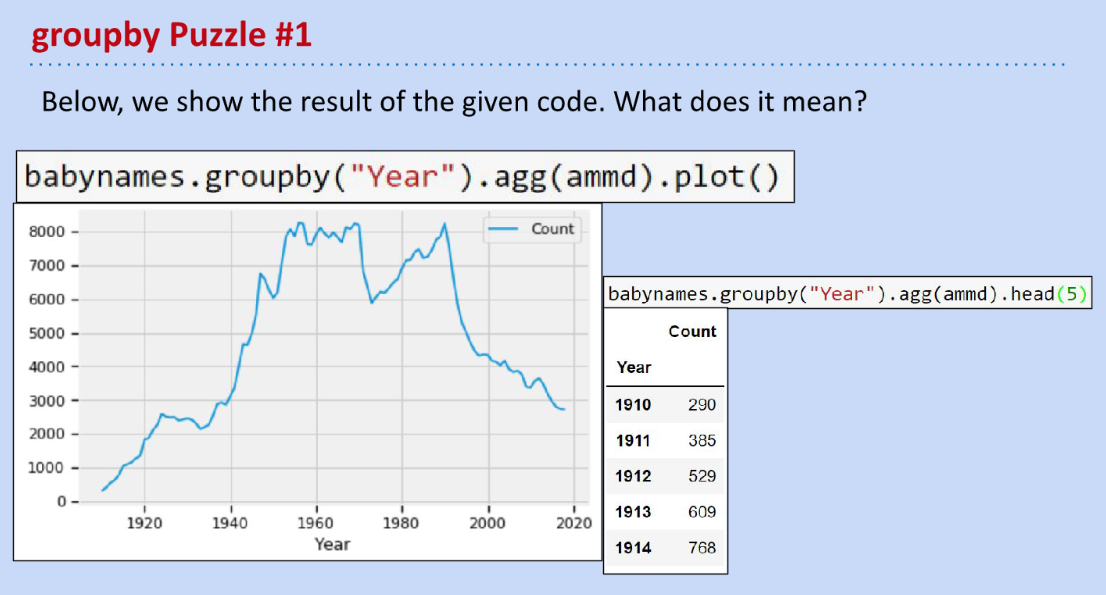 groupby Puzzle #1
Below, we show the result of the given code. What does it mean?
babynames.groupby("Year").agg(ammd).plot()
8000
7000
6000
5000
4000
3000
2000
1000
0
Count
1920 1940 1960 1980 2000 2020
Year
babynames.groupby("Year").agg(ammd).head(5)
Count
Year
1910 290
1911 385
1912 529
1913 609
1914 768